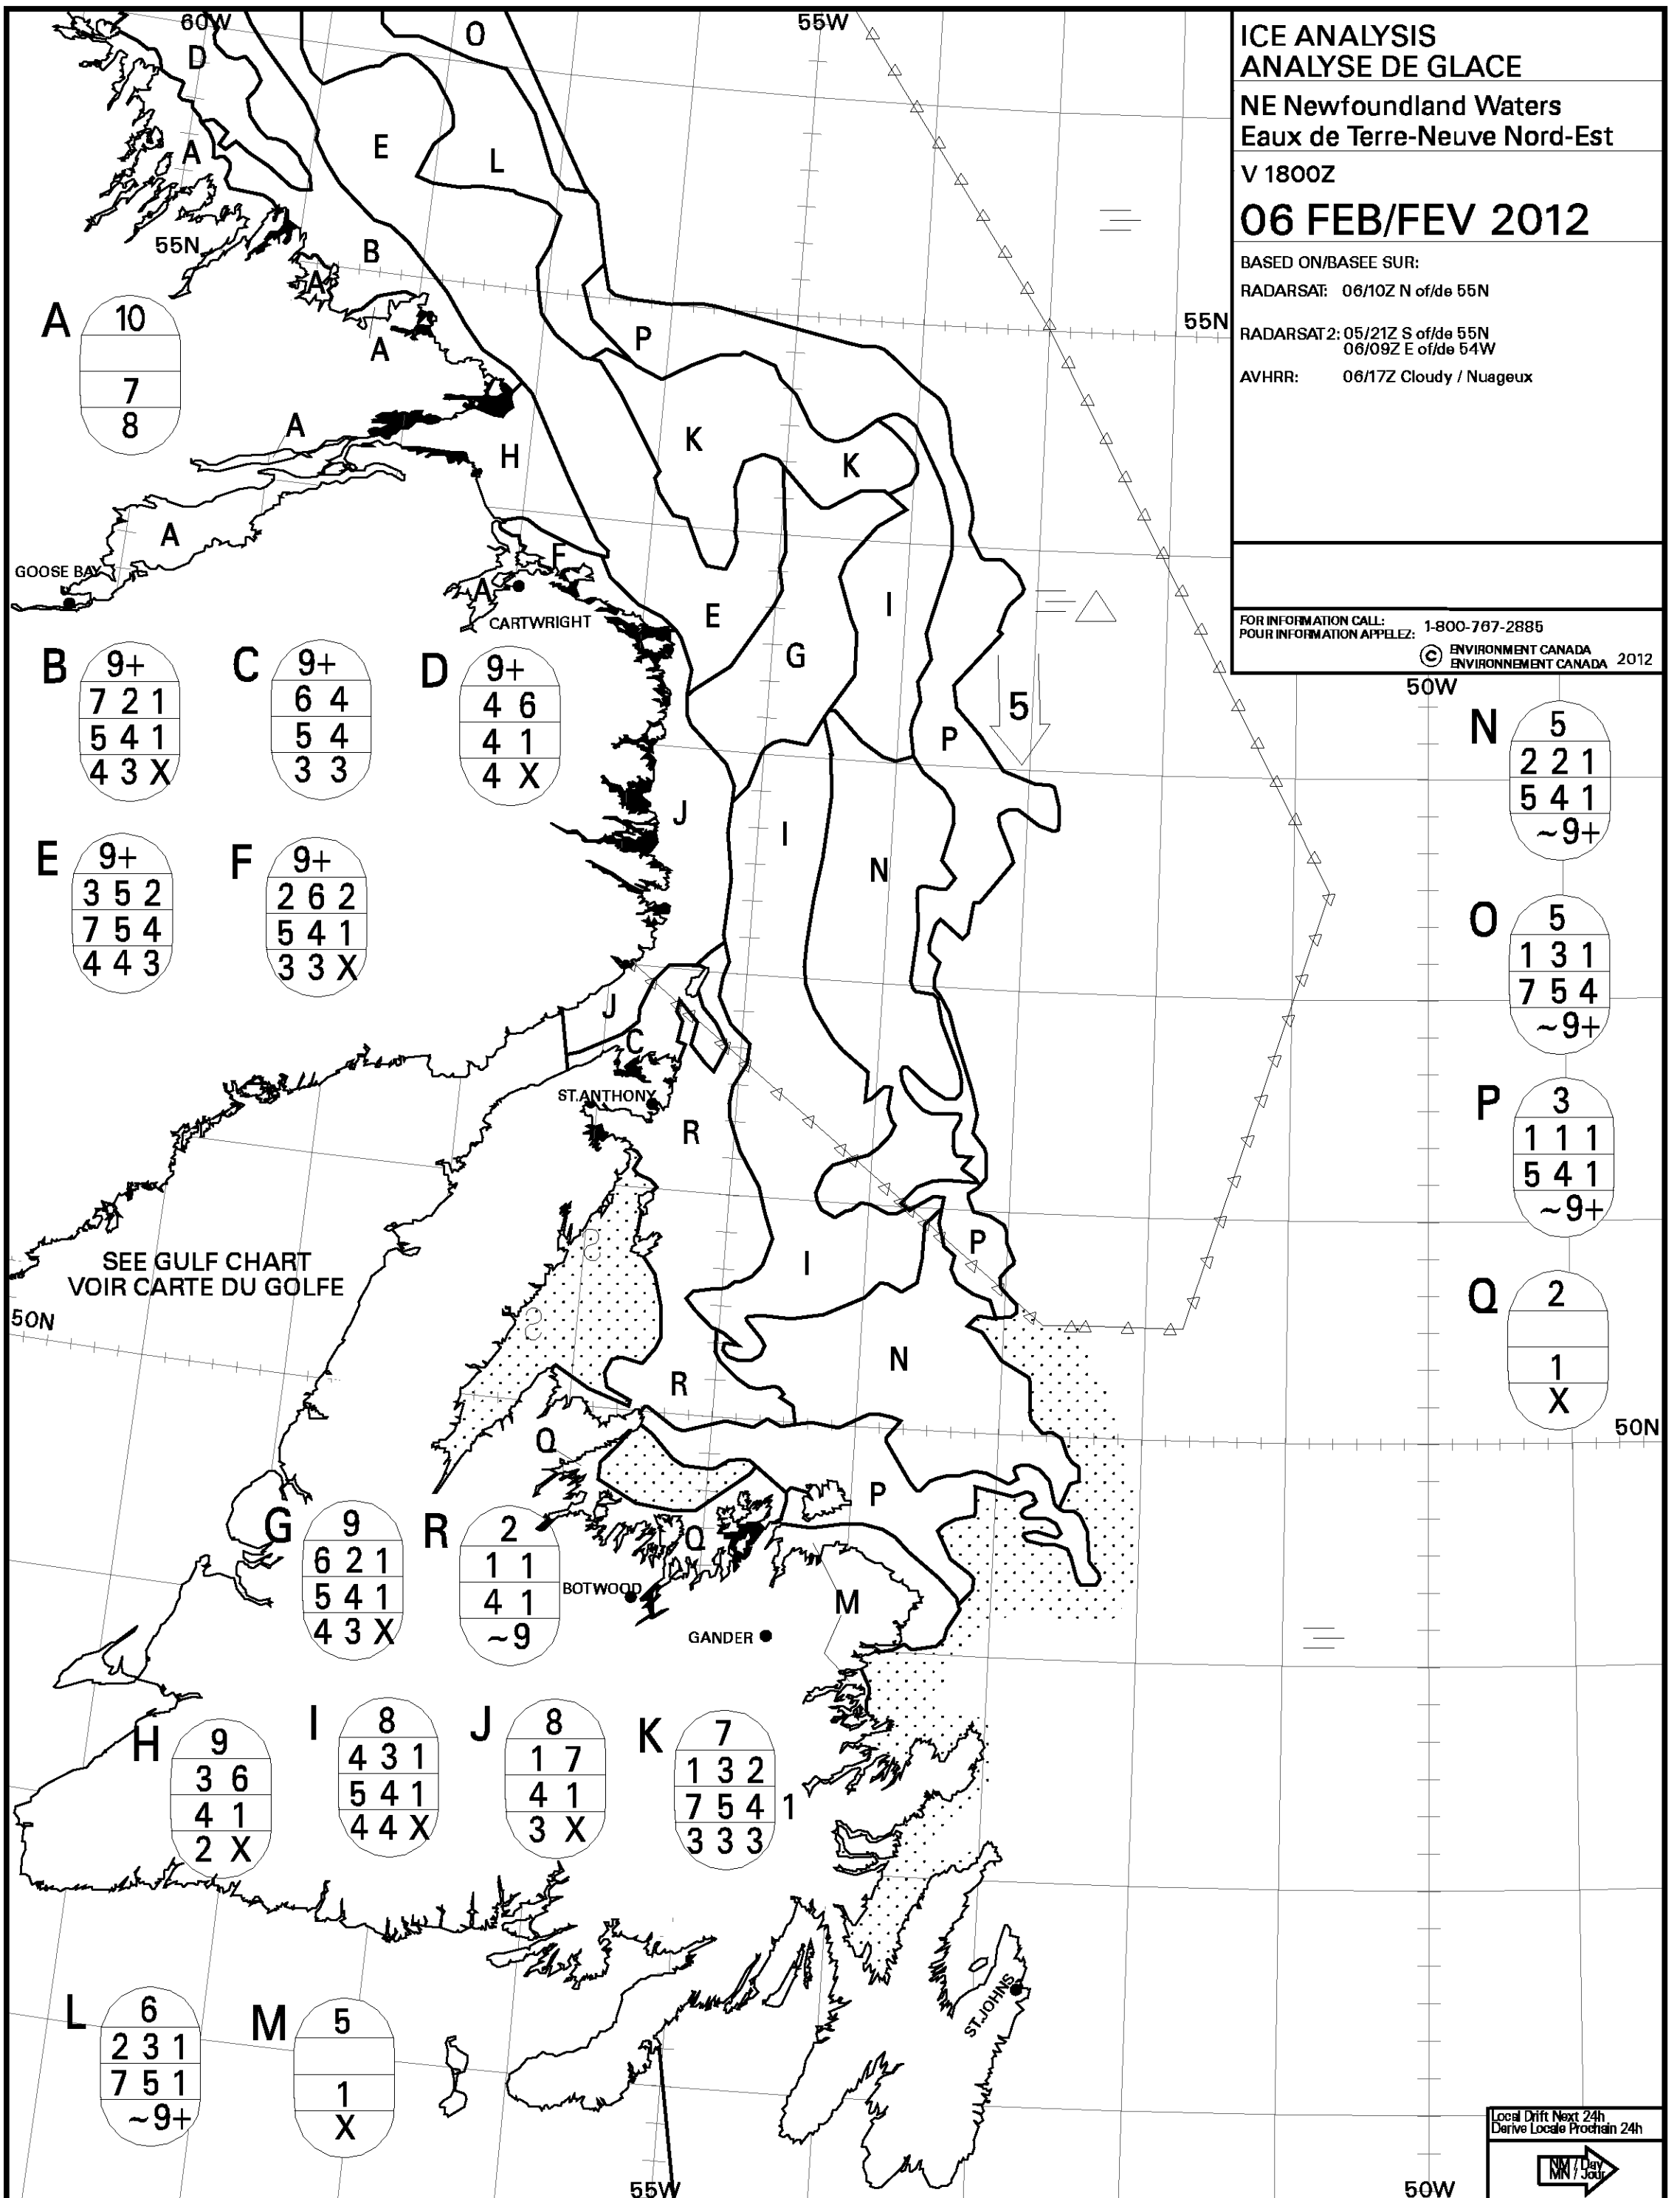 60W
55W
ICE ANALYSIS
ANALYSE DE GLACE
NE Newfoundland Waters
Eaux de Terre-Neuve Nord-Est
V 1800Z
06 FEB/FEV 2012
BASED ON/BASEE SUR:
RADARSAT: 06/10Z N of/de 55N
RADARSAT2: 05/21Z S of/de 55N
06/09Z E of/de 54W
AVHRR: 06/17Z Cloudy / Nuageux
FOR INFORMATION CALL:
POUR INFORMATION APPELEZ: 1-800-767-2885
© ENVIRONMENT CANADA
ENVIRONNEMENT CANADA 2012
O
D
A
E
L
55N
B
A
P
55N
A
A
K
K
H
A
F
GOOSE BAY
A
CARTWRIGHT
E
I
G
5
P
50W
J
I
N
J
C
ST.ANTHONY
R
SEE GULF CHART
VOIR CARTE DU GOLFE
I
P
50N
N
R
50N
Q
P
Q
BOTWOOD
M
GANDER
ST.JOHNS
55W
50W
A
10
7
8
B
9+
7 2 1
5 4 1
4 3 X
C
9+
6 4
5 4
3 3
D
9+
4 6
4 1
4 X
E
9+
3 5 2
7 5 4
4 4 3
F
9+
2 6 2
5 4 1
3 3 X
G
9
6 2 1
5 4 1
4 3 X
R
2
1 1
4 1
~9
H
9
3 6
4 1
2 X
I
8
4 3 1
5 4 1
4 4 X
J
8
1 7
4 1
3 X
K
7
1 3 2
7 5 4 1
3 3 3
L
6
2 3 1
7 5 1
~9+
M
5
1
X
N
5
2 2 1
5 4 1
~9+
O
5
1 3 1
7 5 4
~9+
P
3
1 1 1
5 4 1
~9+
Q
2
1
X
Local Drift Next 24h
Derive Locale Prochain 24h
NM / Day
MN / Jour